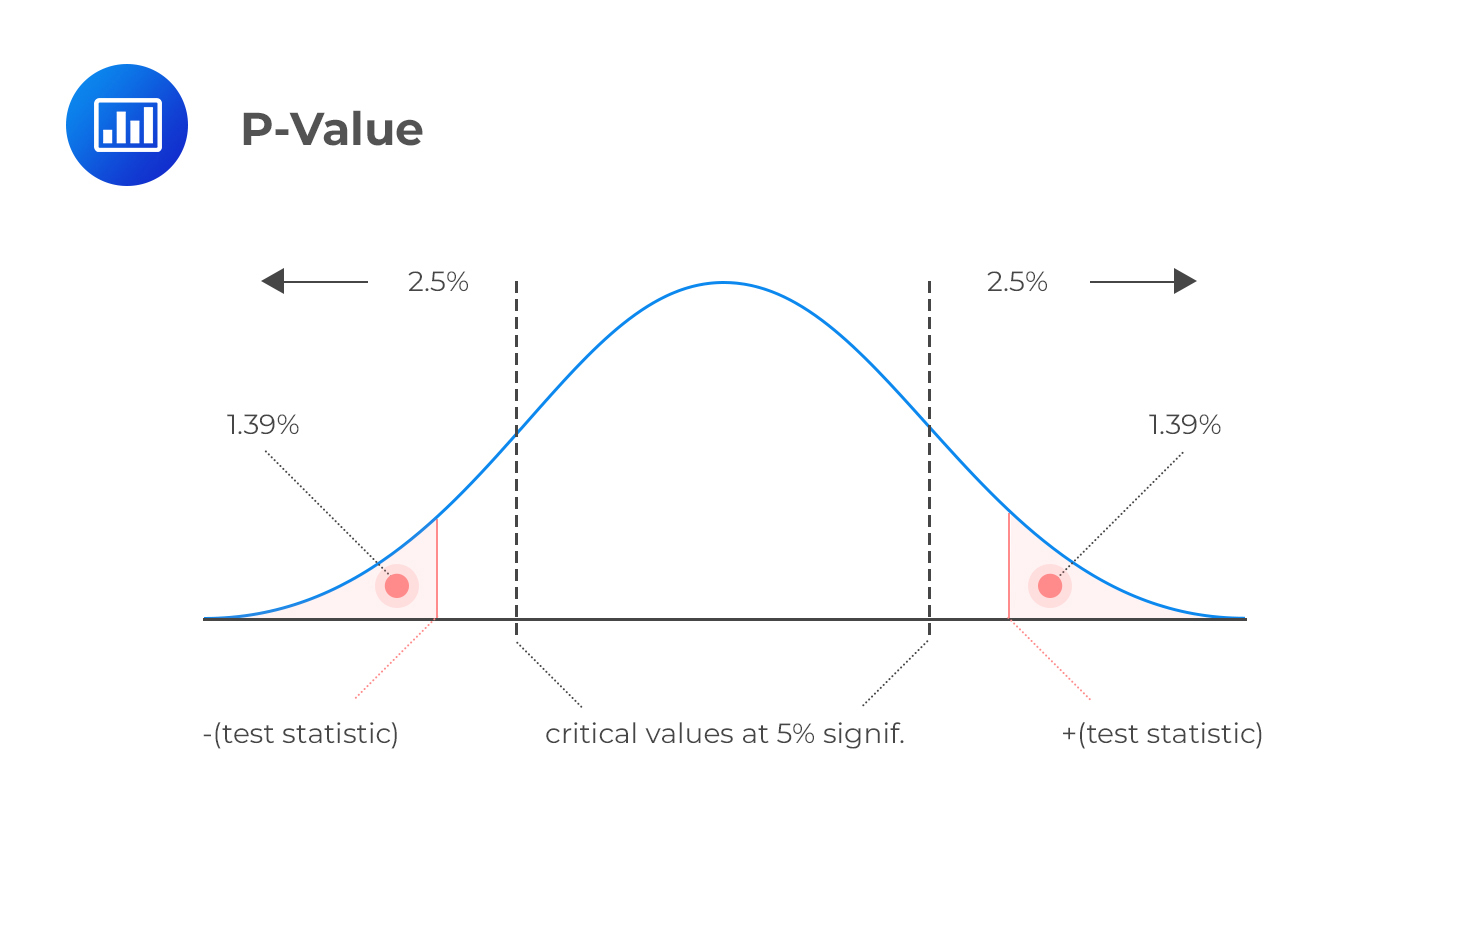 P-Value
2.5%
2.5%
1.39%
1.39%
-(test statistic)
critical values at 5% signif.
+(test statistic)